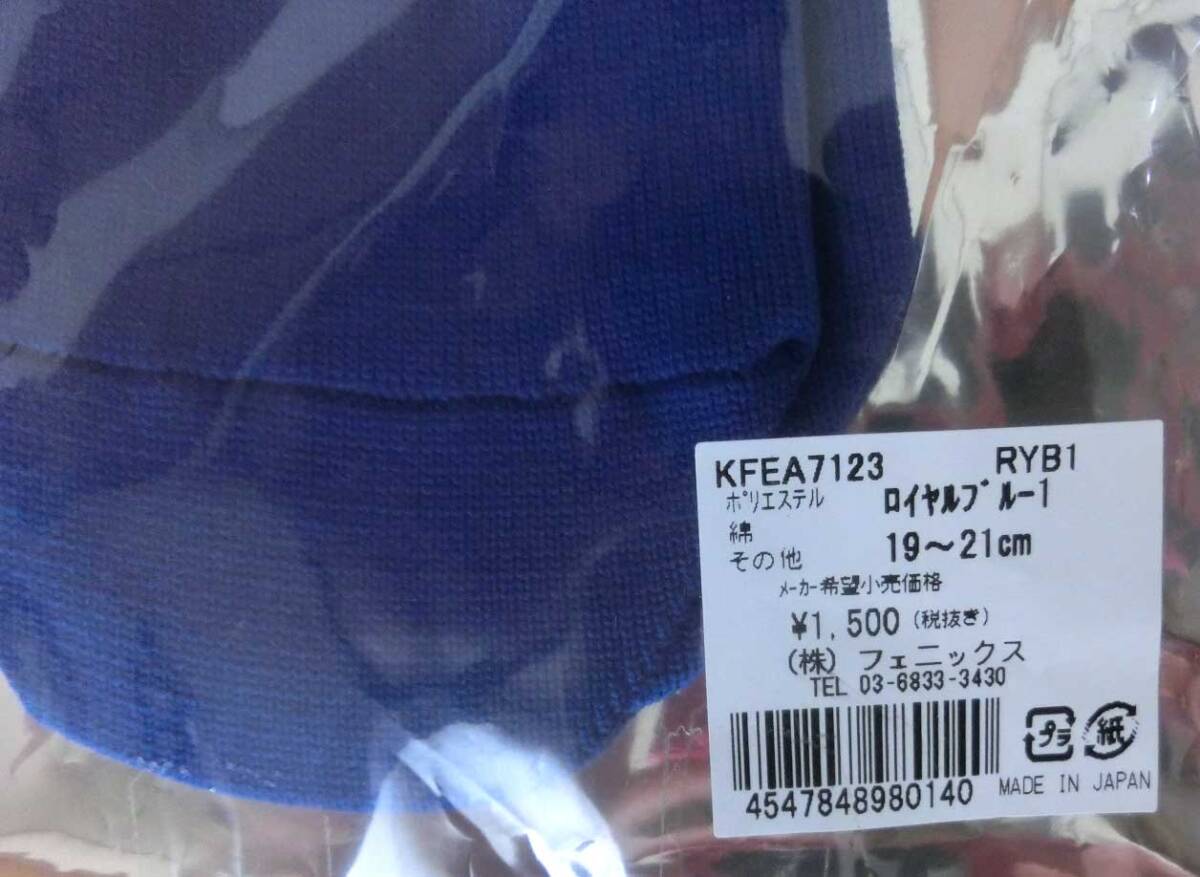 KFEA7123 RYB1
ポリエステル ロイヤルブルー1
綿
その他 19～21cm
メーカー希望小売価格
¥1,500 (税抜き)
(株) フェニックス
TEL 03-6833-3430
プラ 紙
4547848980140 MADE IN JAPAN